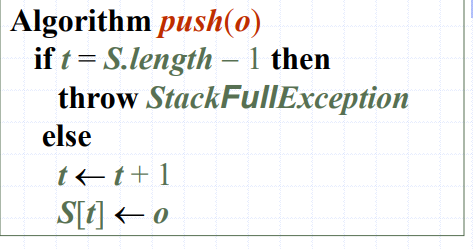 Algorithm push(o)
if t = S.length – 1 then
throw StackFullException
else
t ← t + 1
S[t] ← o